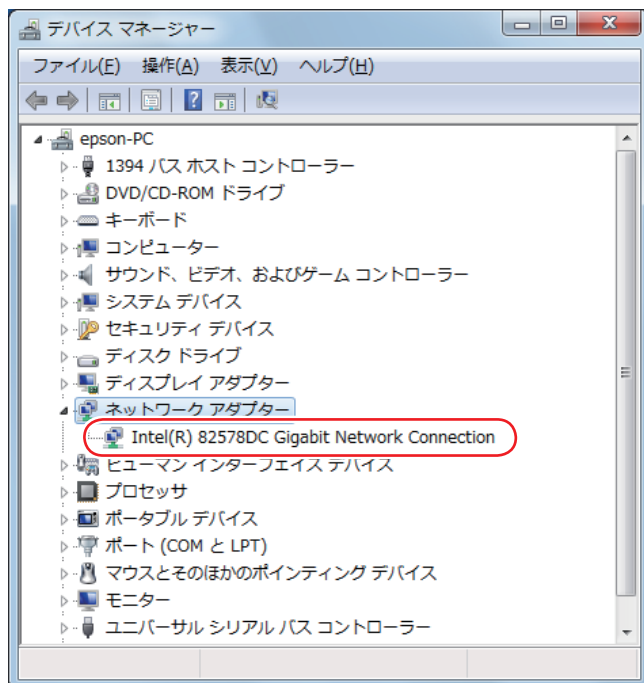 デバイス マネージャー
ファイル(F) 操作(A) 表示(V) ヘルプ(H)
epson-PC
1394 バス ホスト コントローラー
DVD/CD-ROM ドライブ
キーボード
コンピューター
サウンド、ビデオ、およびゲーム コントローラー
システム デバイス
セキュリティ デバイス
ディスク ドライブ
ディスプレイ アダプター
ネットワーク アダプター
Intel(R) 82578DC Gigabit Network Connection
ヒューマン インターフェイス デバイス
プロセッサ
ポータブル デバイス
ポート (COM と LPT)
マウスとそのほかのポインティング デバイス
モニター
ユニバーサル シリアル バス コントローラー